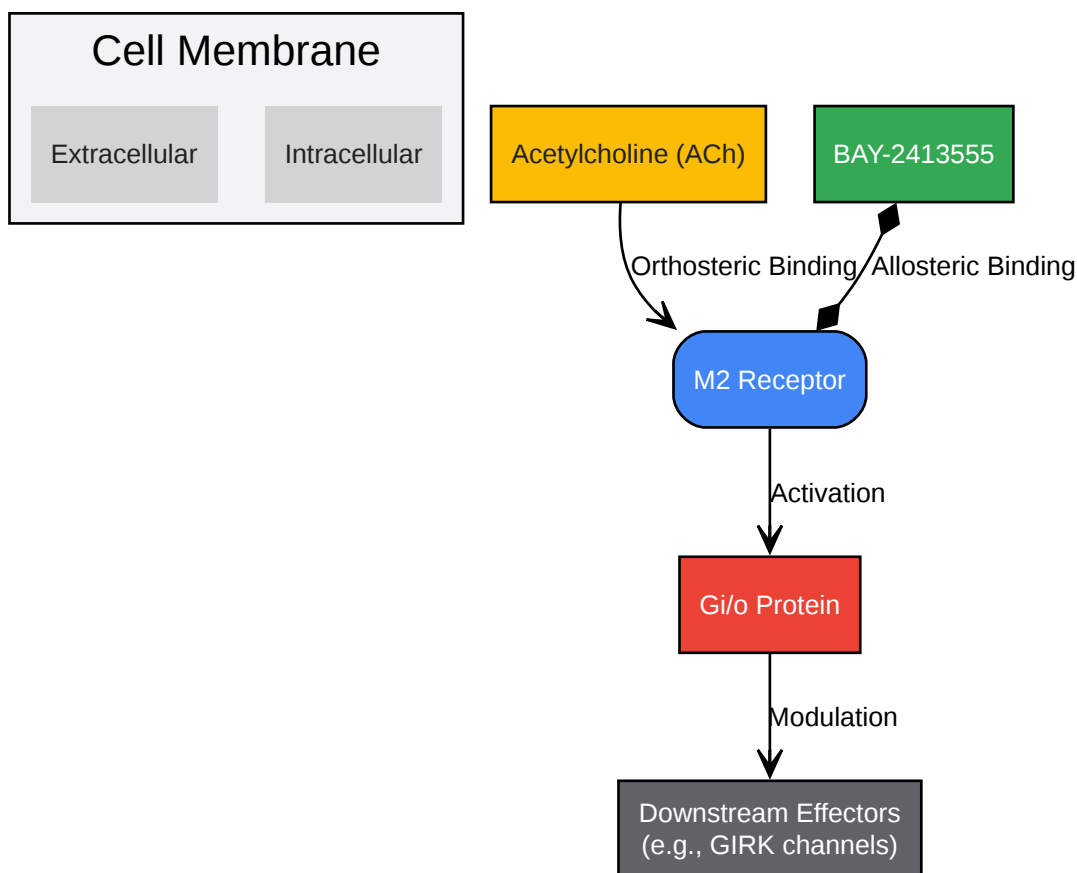 Cell Membrane
Extracellular
Intracellular
Acetylcholine (ACh)
BAY-2413555
Orthosteric Binding
Allosteric Binding
M2 Receptor
Activation
Gi/o Protein
Modulation
Downstream Effectors
(e.g., GIRK channels)